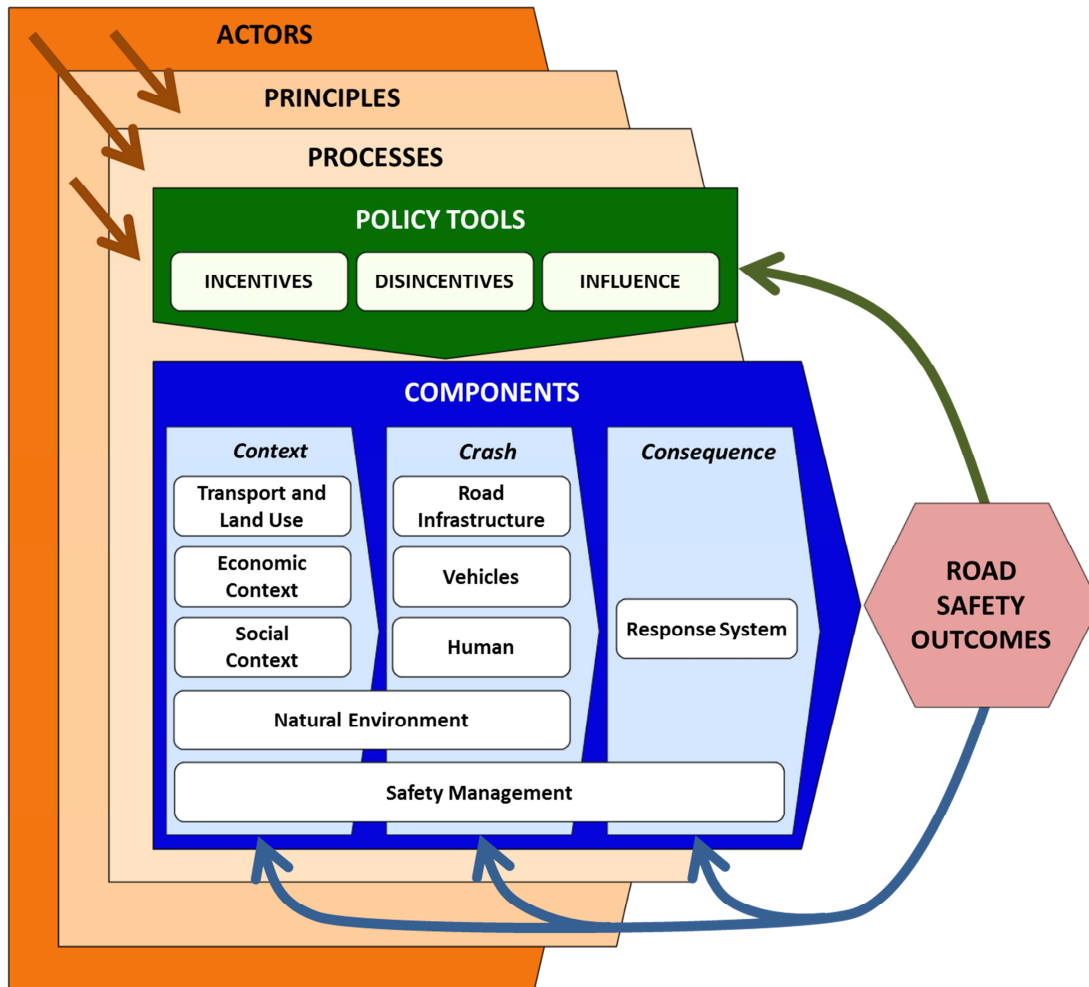 ACTORS
PRINCIPLES
PROCESSES
POLICY TOOLS
INCENTIVES
DISINCENTIVES
INFLUENCE
COMPONENTS
Context
Transport and
Land Use
Economic
Context
Social
Context
Crash
Road
Infrastructure
Vehicles
Human
Consequence
Response System
Natural Environment
Safety Management
ROAD
SAFETY
OUTCOMES